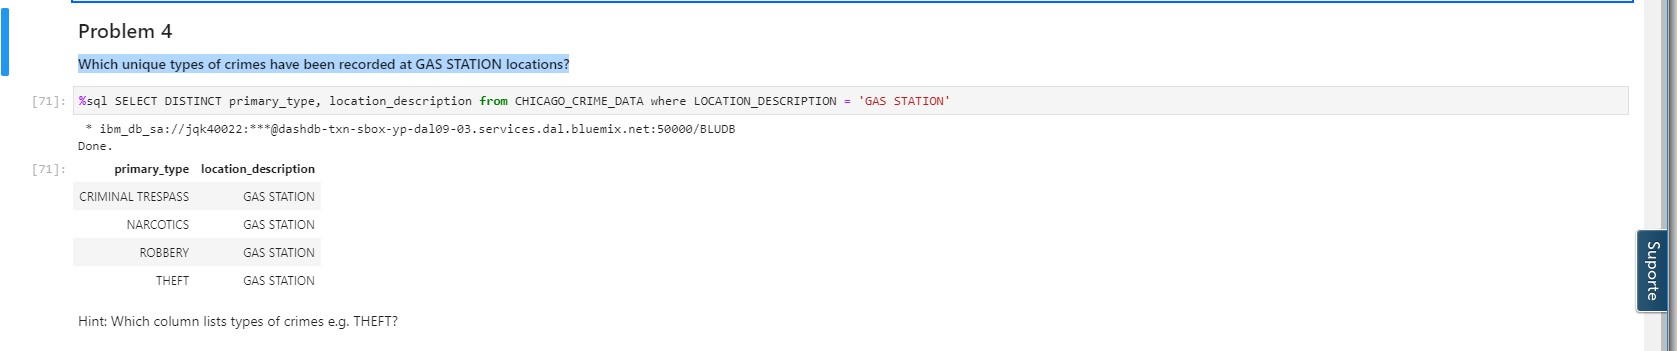 Problem 4
Which unique types of crimes have been recorded at GAS STATION locations?
[71]: %sql SELECT DISTINCT primary_type, location_description from CHICAGO_CRIME_DATA where LOCATION_DESCRIPTION = 'GAS STATION'
* ibm_db_sa://jqk40022:***@dashdb-txn-sbox-yp-dal09-03.services.dal.bluemix.net:50000/BLUDB
Done.
[71]: primary_type location_description
CRIMINAL TRESPASS GAS STATION
NARCOTICS GAS STATION
ROBBERY GAS STATION
THEFT GAS STATION
Hint: Which column lists types of crimes e.g. THEFT?
Suporte